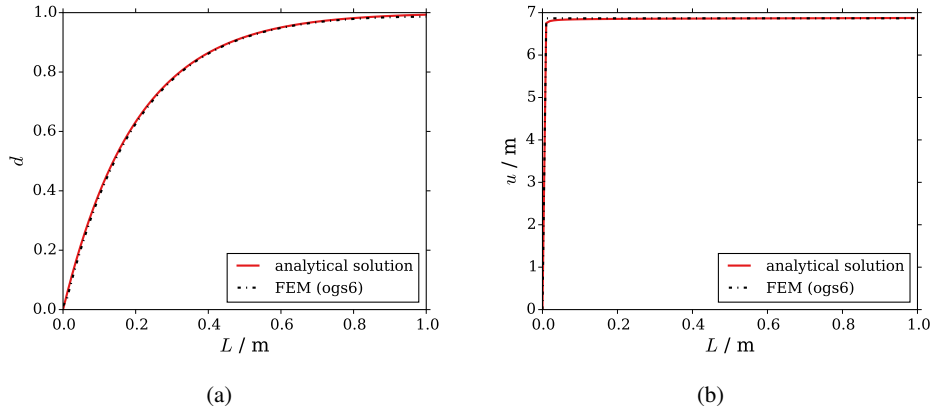 1.0
0.8
0.6
0.4
0.2
0.0
d
analytical solution
FEM (ogs6)
0.0 0.2 0.4 0.6 0.8 1.0
L / m
(a)
7
6
5
4
3
2
1
0
u / m
analytical solution
FEM (ogs6)
0.0 0.2 0.4 0.6 0.8 1.0
L / m
(b)